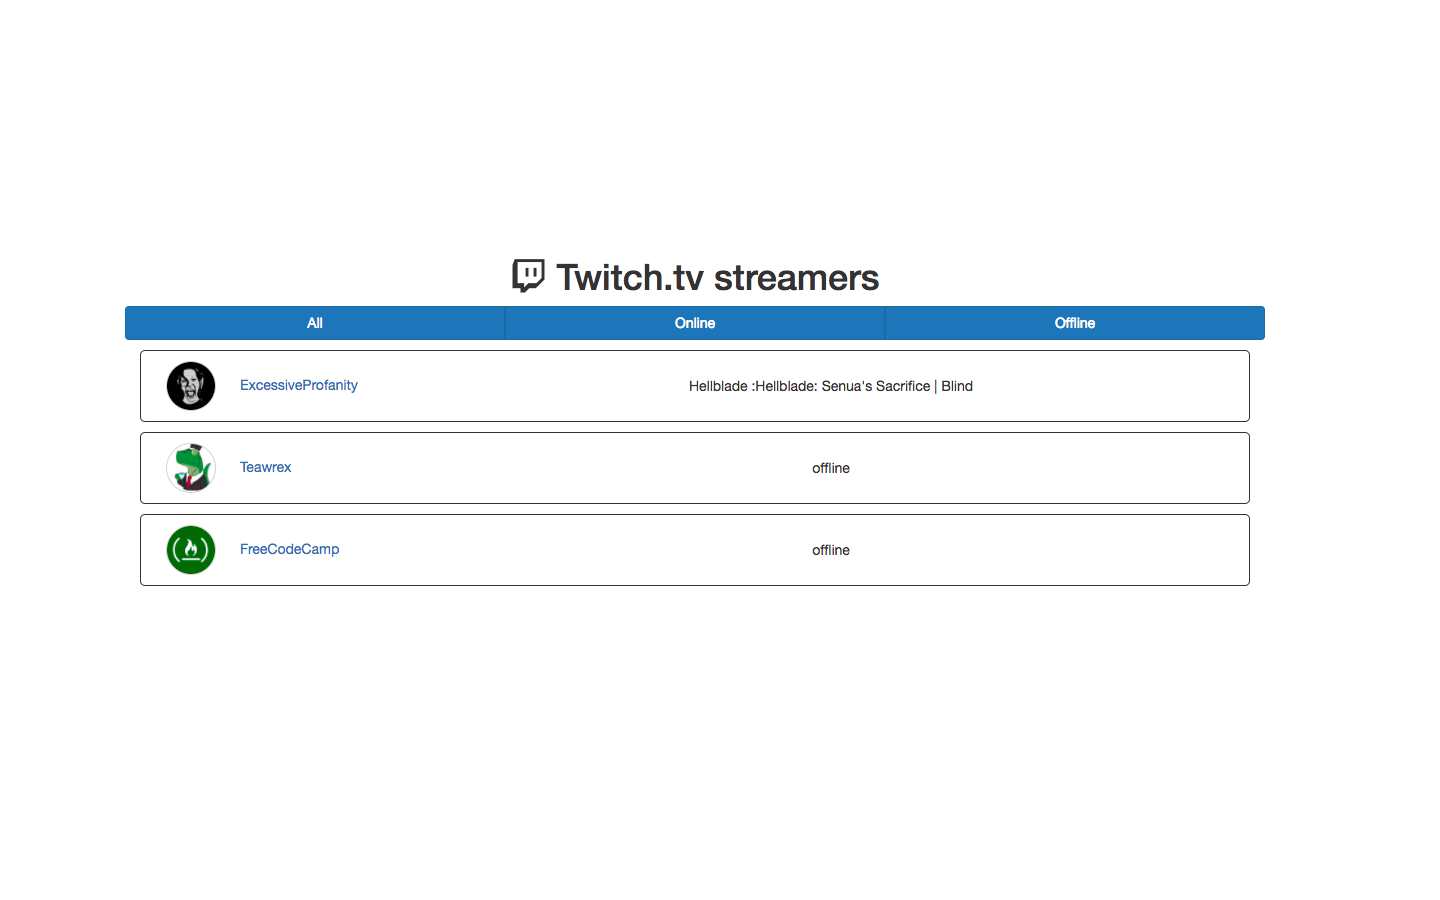 Twitch.tv streamers
All Online Offline
ExcessiveProfanity Hellblade :Hellblade: Senua's Sacrifice | Blind
Teawrex offline
FreeCodeCamp offline